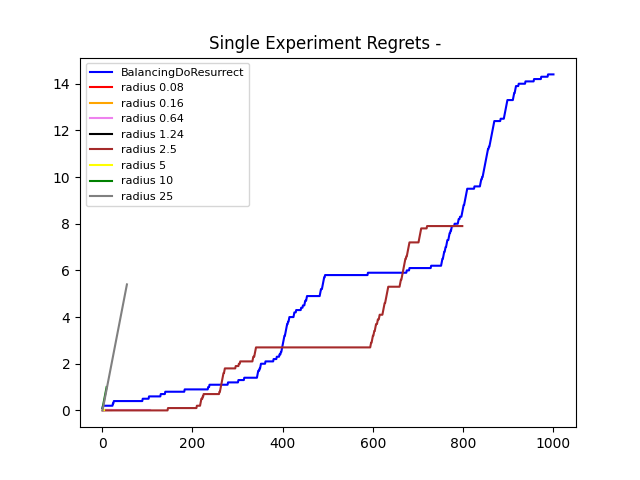 Single Experiment Regrets -
BalancingDoResurrect
radius 0.08
radius 0.16
radius 0.64
radius 1.24
radius 2.5
radius 5
radius 10
radius 25
14
12
10
8
6
4
2
0
0 200 400 600 800 1000